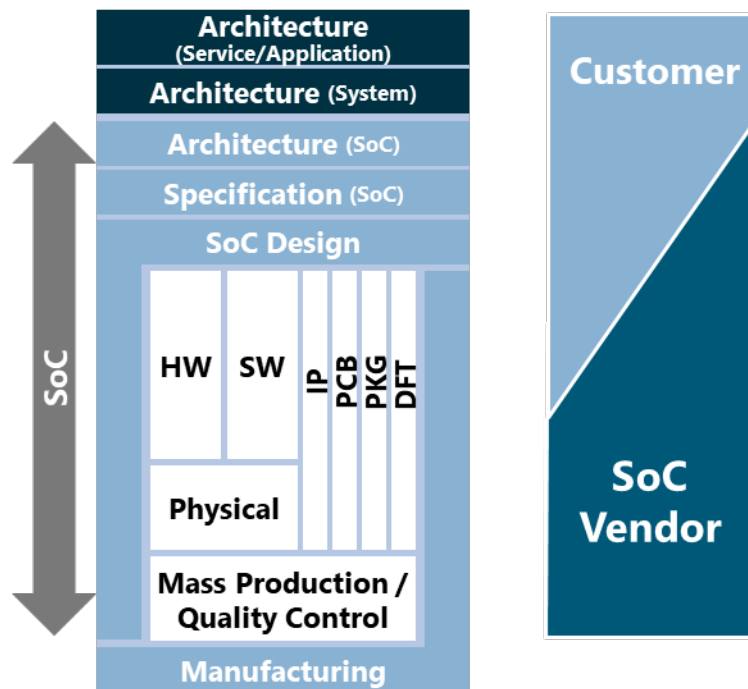 Architecture
(Service/Application)
Architecture (System)
Architecture (SoC)
Specification (SoC)
SoC Design
HW
SW
IP
PCB
PKG
DFT
Physical
Mass Production /
Quality Control
Manufacturing
SoC
Customer
SoC
Vendor